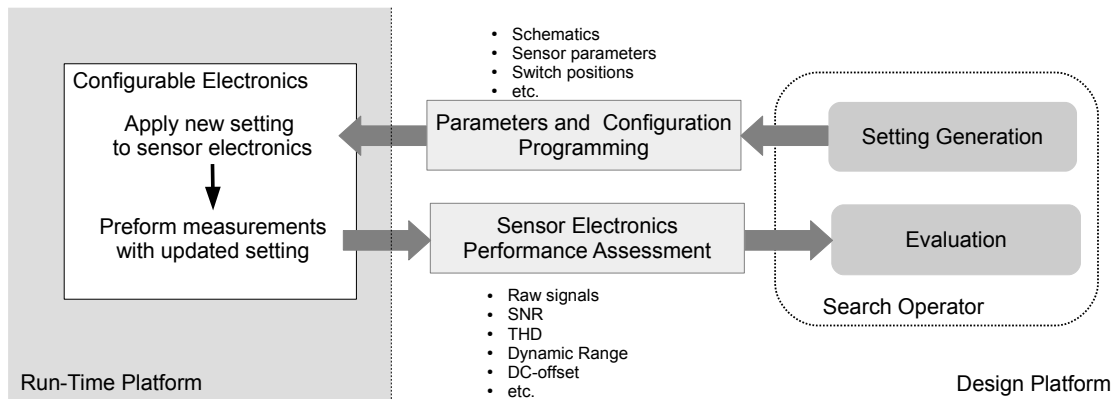 • Schematics
• Sensor parameters
• Switch positions
• etc.
Configurable Electronics
Apply new setting
to sensor electronics
Preform measurements
with updated setting
Parameters and Configuration
Programming
Setting Generation
Sensor Electronics
Performance Assessment
Evaluation
Search Operator
• Raw signals
• SNR
• THD
• Dynamic Range
• DC-offset
• etc.
Run-Time Platform
Design Platform